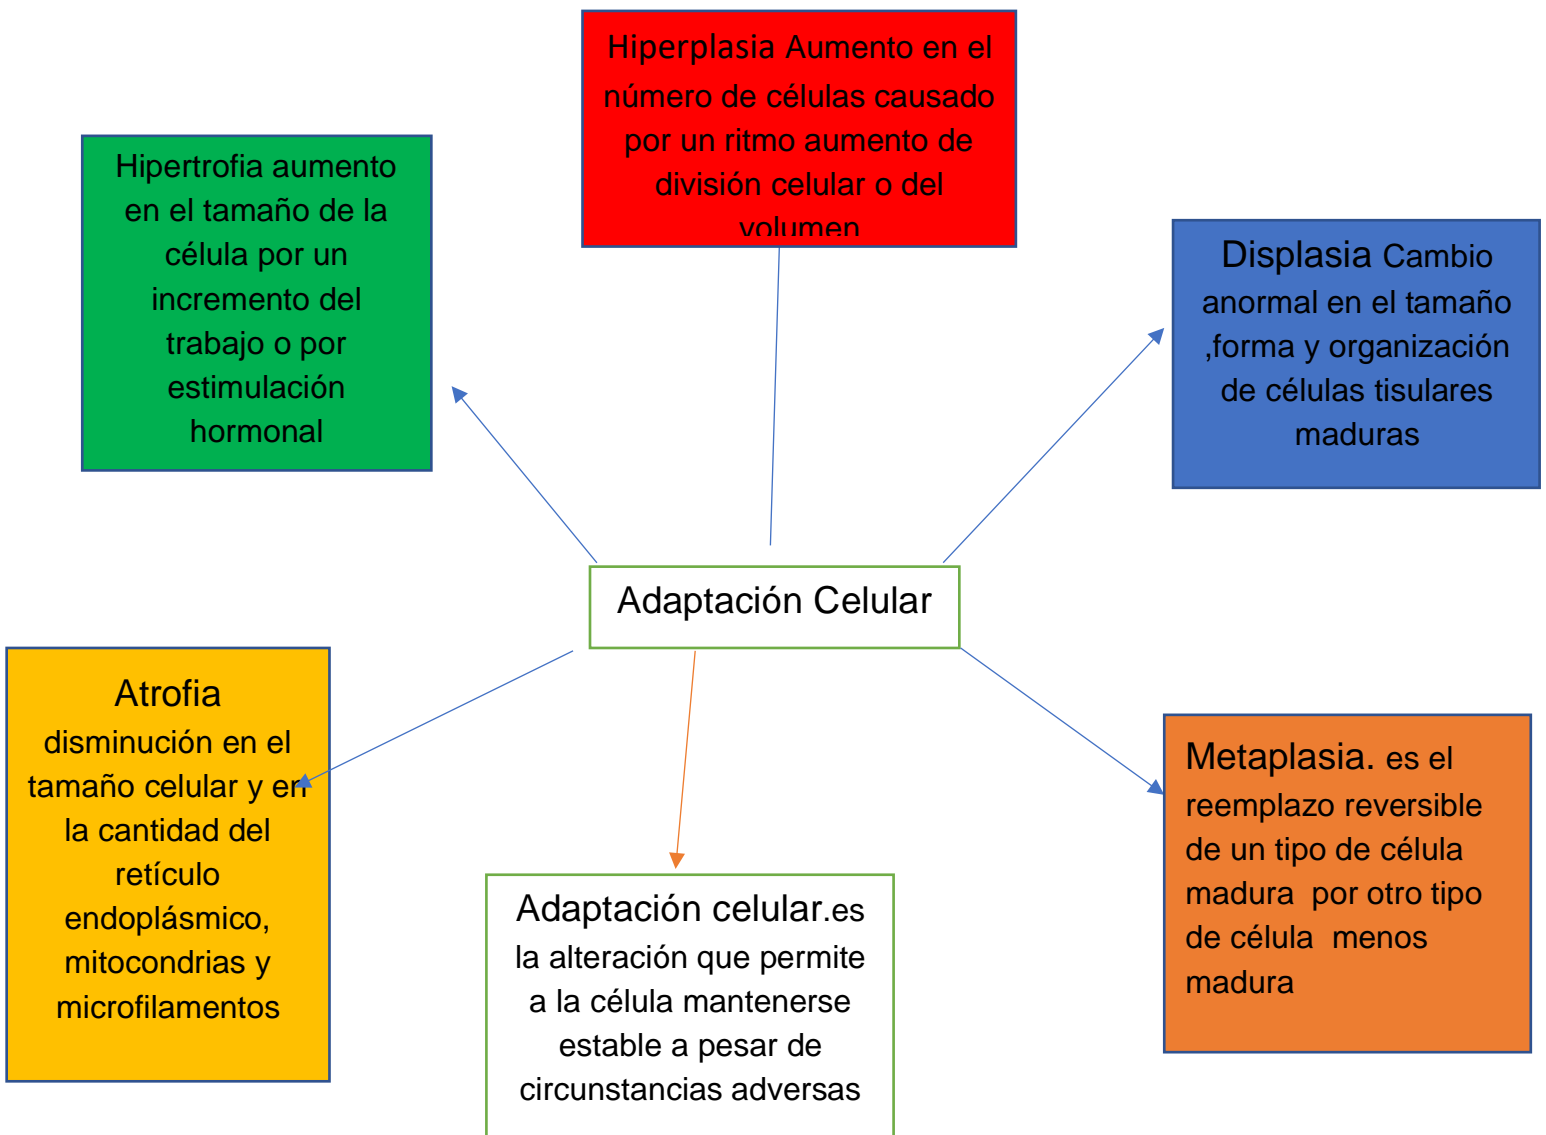 Hiperplasia Aumento en el
número de células causado
por un ritmo aumento de
división celular o del
volumen
Hipertrofia aumento
en el tamaño de la
célula por un
incremento del
trabajo o por
estimulación
hormonal
Displasia Cambio
anormal en el tamaño
,forma y organización
de células tisulares
maduras
Adaptación Celular
Atrofia
disminución en el
tamaño celular y en
la cantidad del
retículo
endoplásmico,
mitocondrias y
microfilamentos
Metaplasia. es el
reemplazo reversible
de un tipo de célula
madura  por otro tipo
de célula  menos
madura
Adaptación celular.es
la alteración que permite
a la célula mantenerse
estable a pesar de
circunstancias adversas